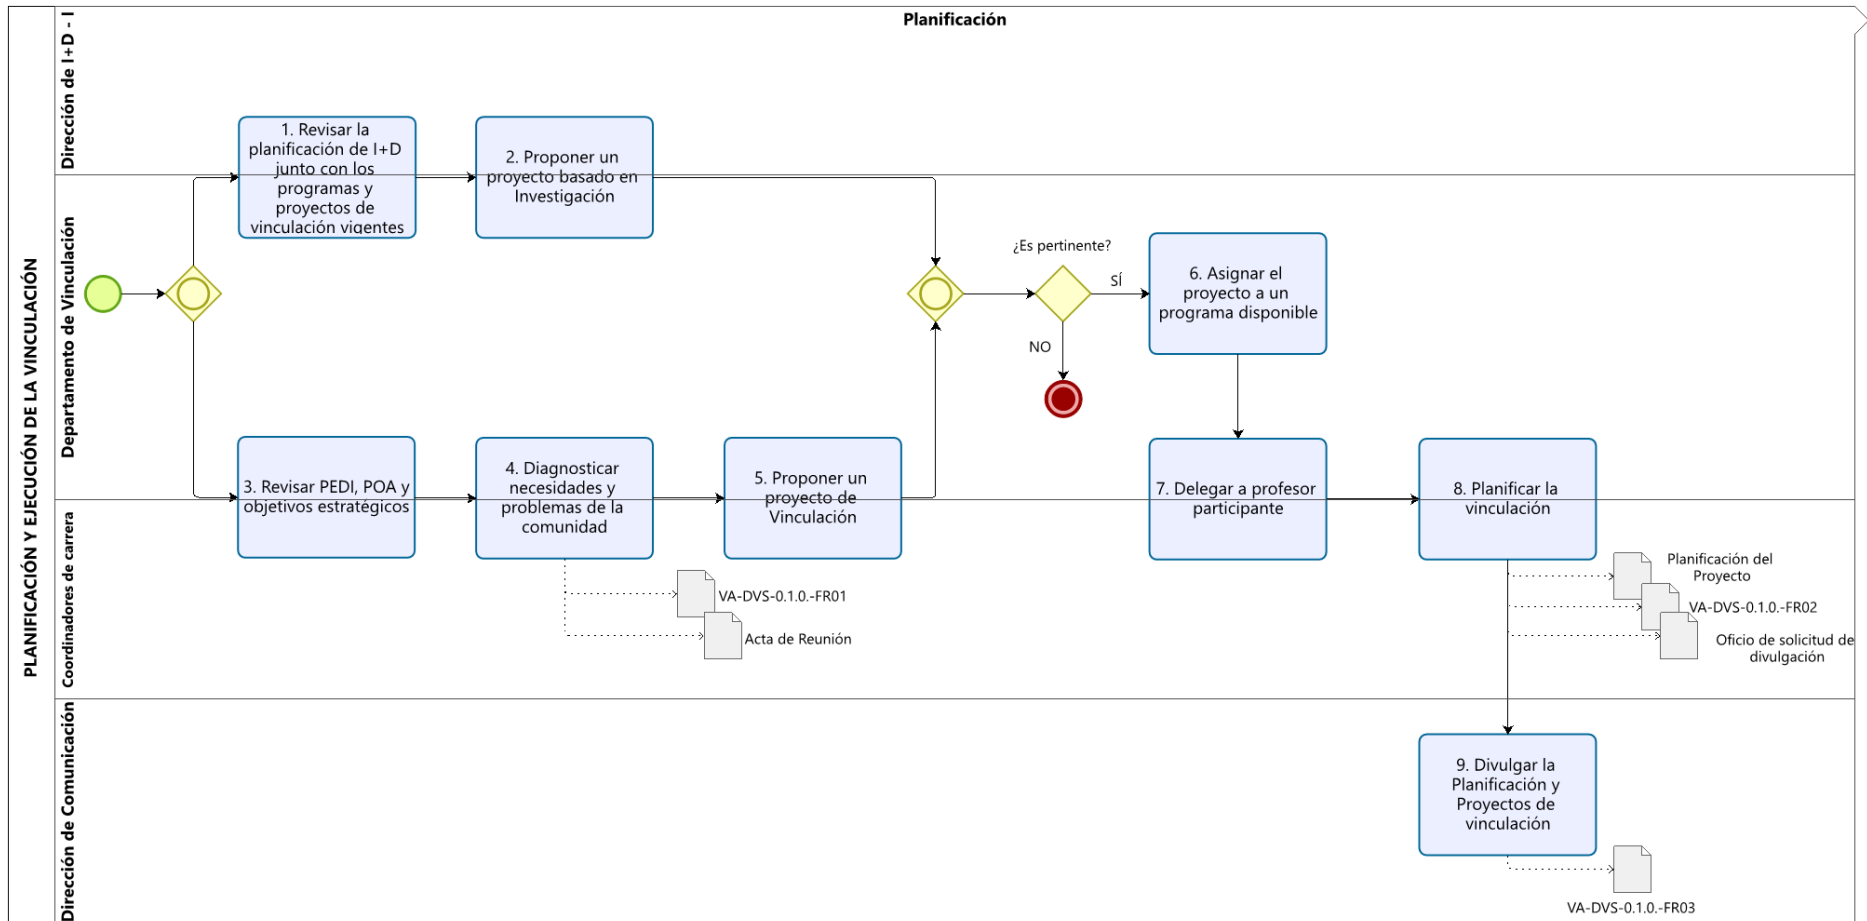 Planificación
PLANIFICACIÓN Y EJECUCIÓN DE LA VINCULACIÓN
Dirección de I+D - I
Departamento de Vinculación
Coordinadores de carrera
Dirección de Comunicación
1. Revisar la
planificación de I+D
junto con los
programas y
proyectos de
vinculación vigentes
2. Proponer un
proyecto basado en
Investigación
3. Revisar PEDI, POA y
objetivos estratégicos
4. Diagnosticar
necesidades y
problemas de la
comunidad
5. Proponer un
proyecto de
Vinculación
¿Es pertinente?
SÍ
NO
6. Asignar el
proyecto a un
programa disponible
7. Delegar a profesor
participante
8. Planificar la
vinculación
VA-DVS-0.1.0.-FR01
Acta de Reunión
Planificación del
Proyecto
VA-DVS-0.1.0.-FR02
Oficio de solicitud de
divulgación
9. Divulgar la
Planificación y
Proyectos de
vinculación
VA-DVS-0.1.0.-FR03